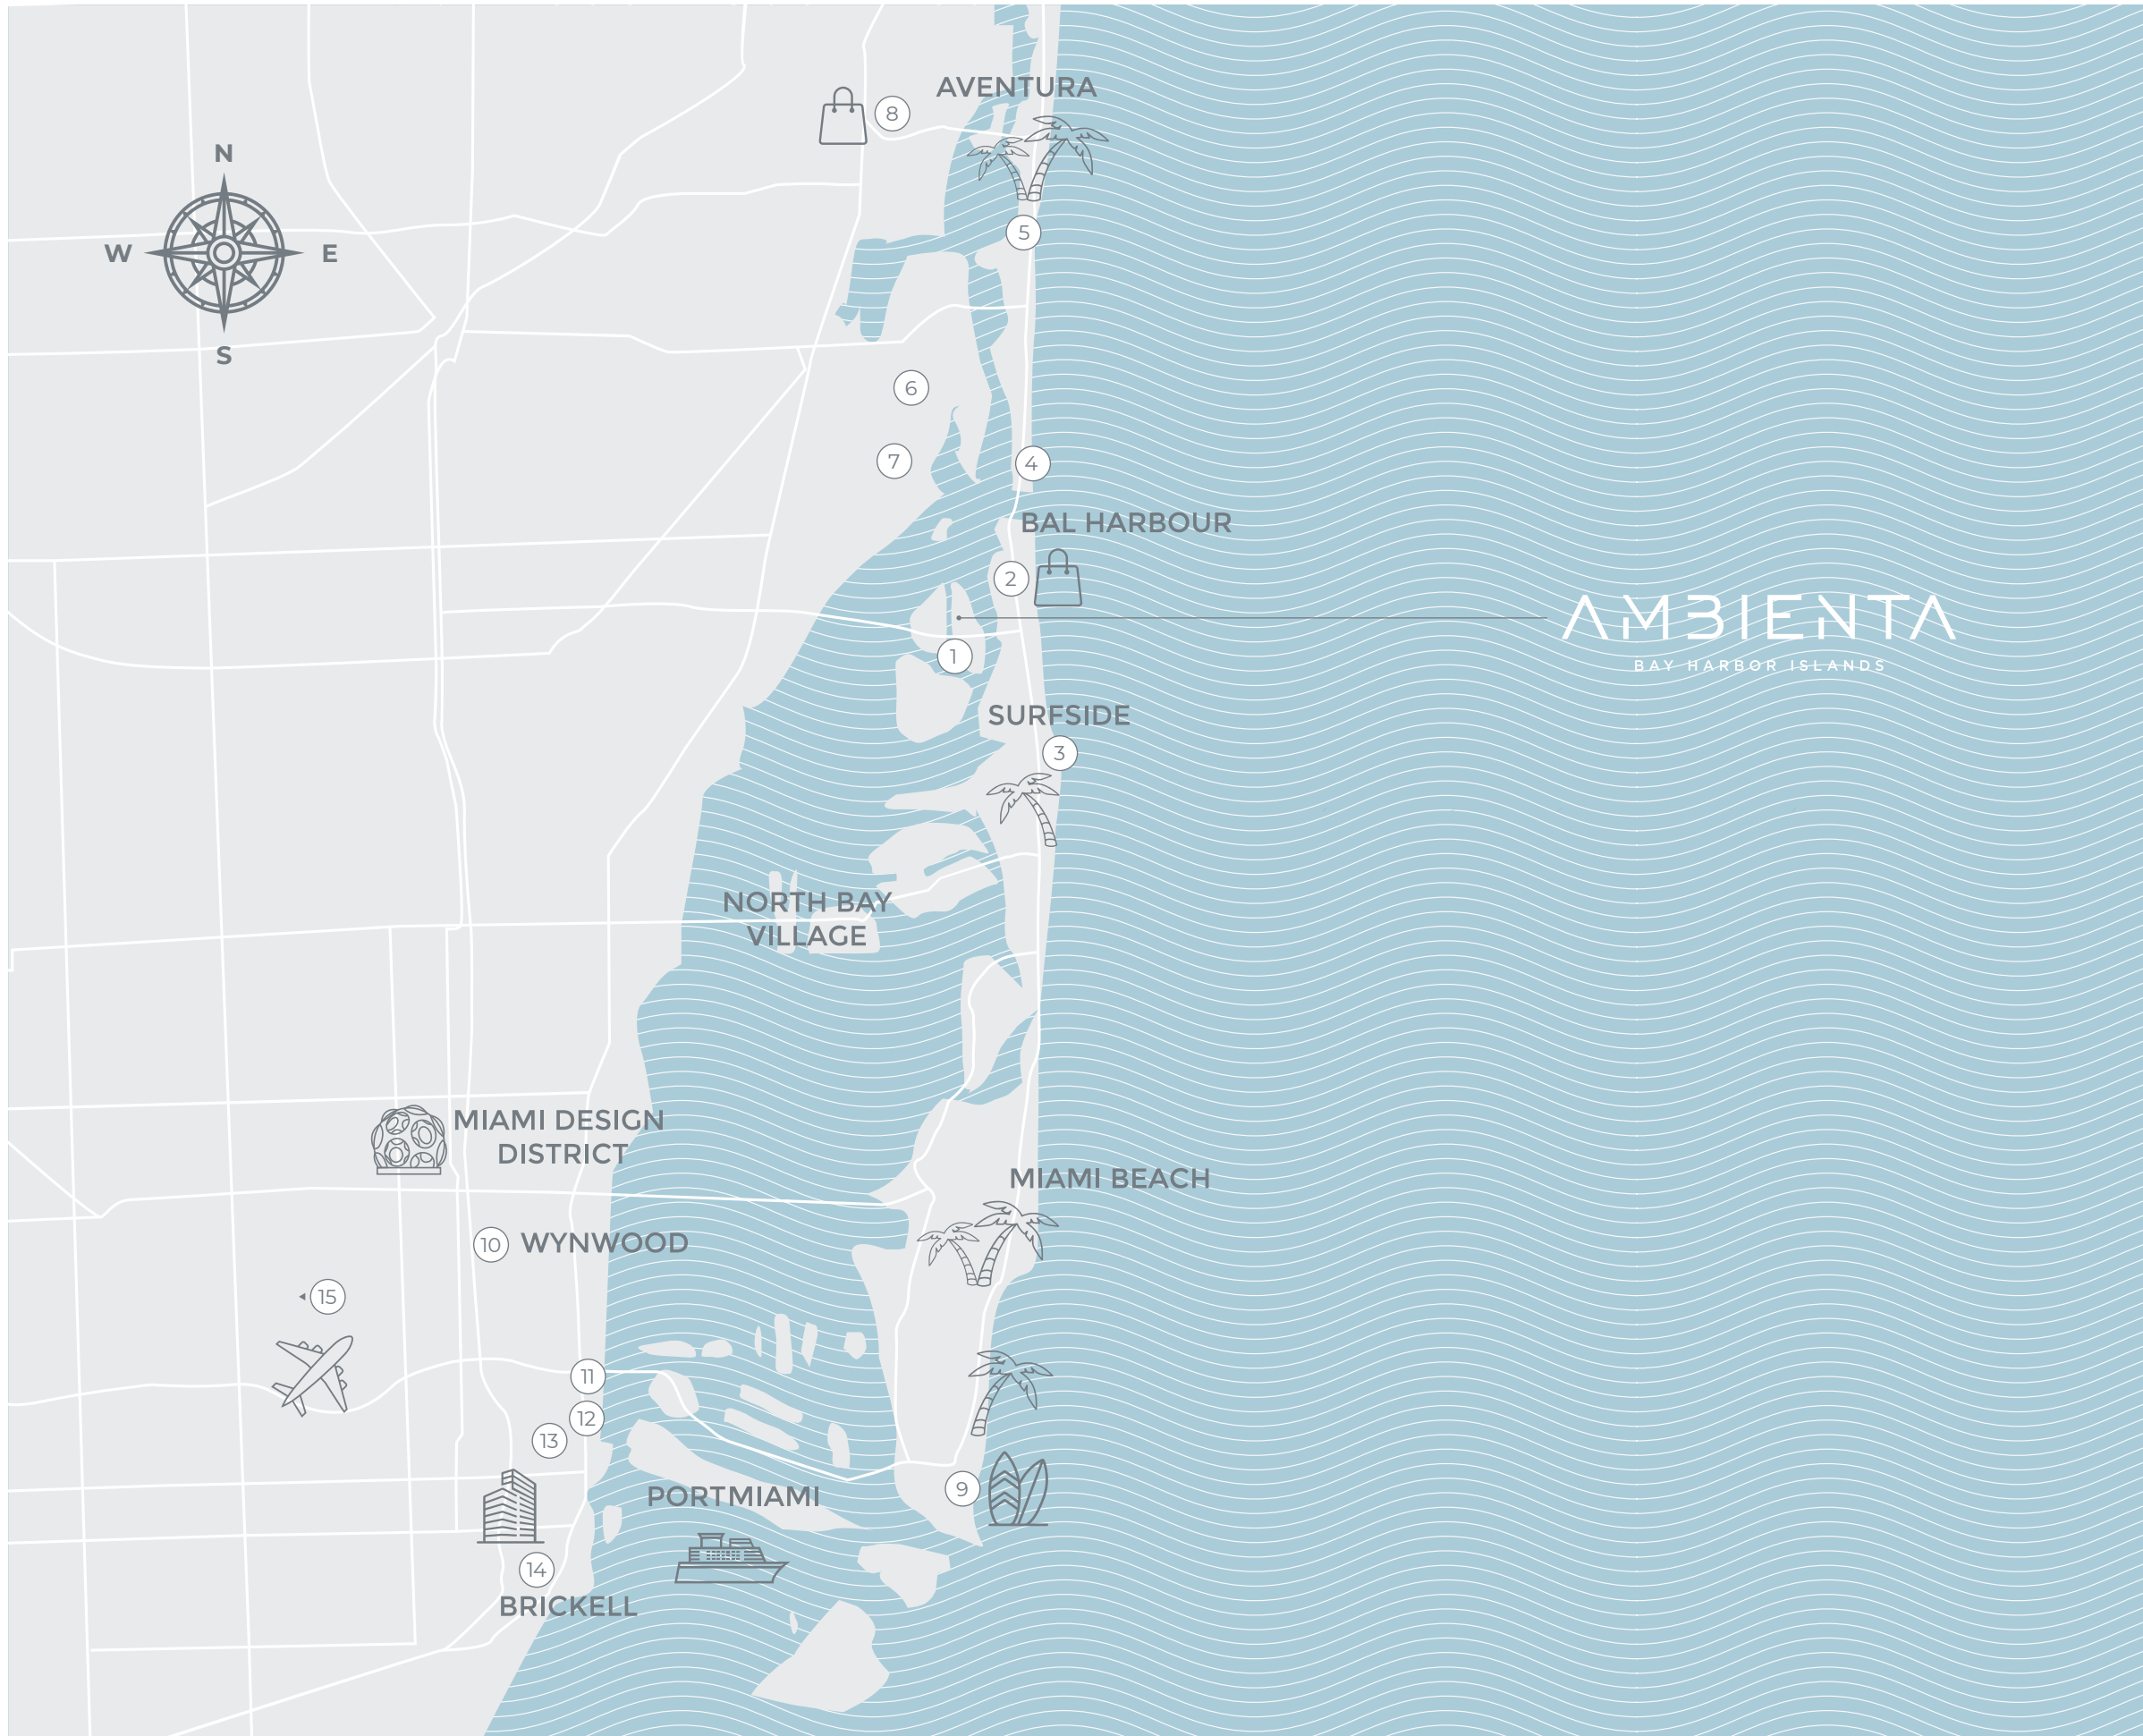 AVENTURA
8
N
W
E
S
5
6
7
4
BAL HARBOUR
2
AMBIENTA
BAY HARBOR ISLANDS
1
SURFSIDE
3
NORTH BAY
VILLAGE
MIAMI DESIGN
DISTRICT
MIAMI BEACH
10 WYNWOOD
15
11
12
13
9
PORTMIAMI
14
BRICKELL